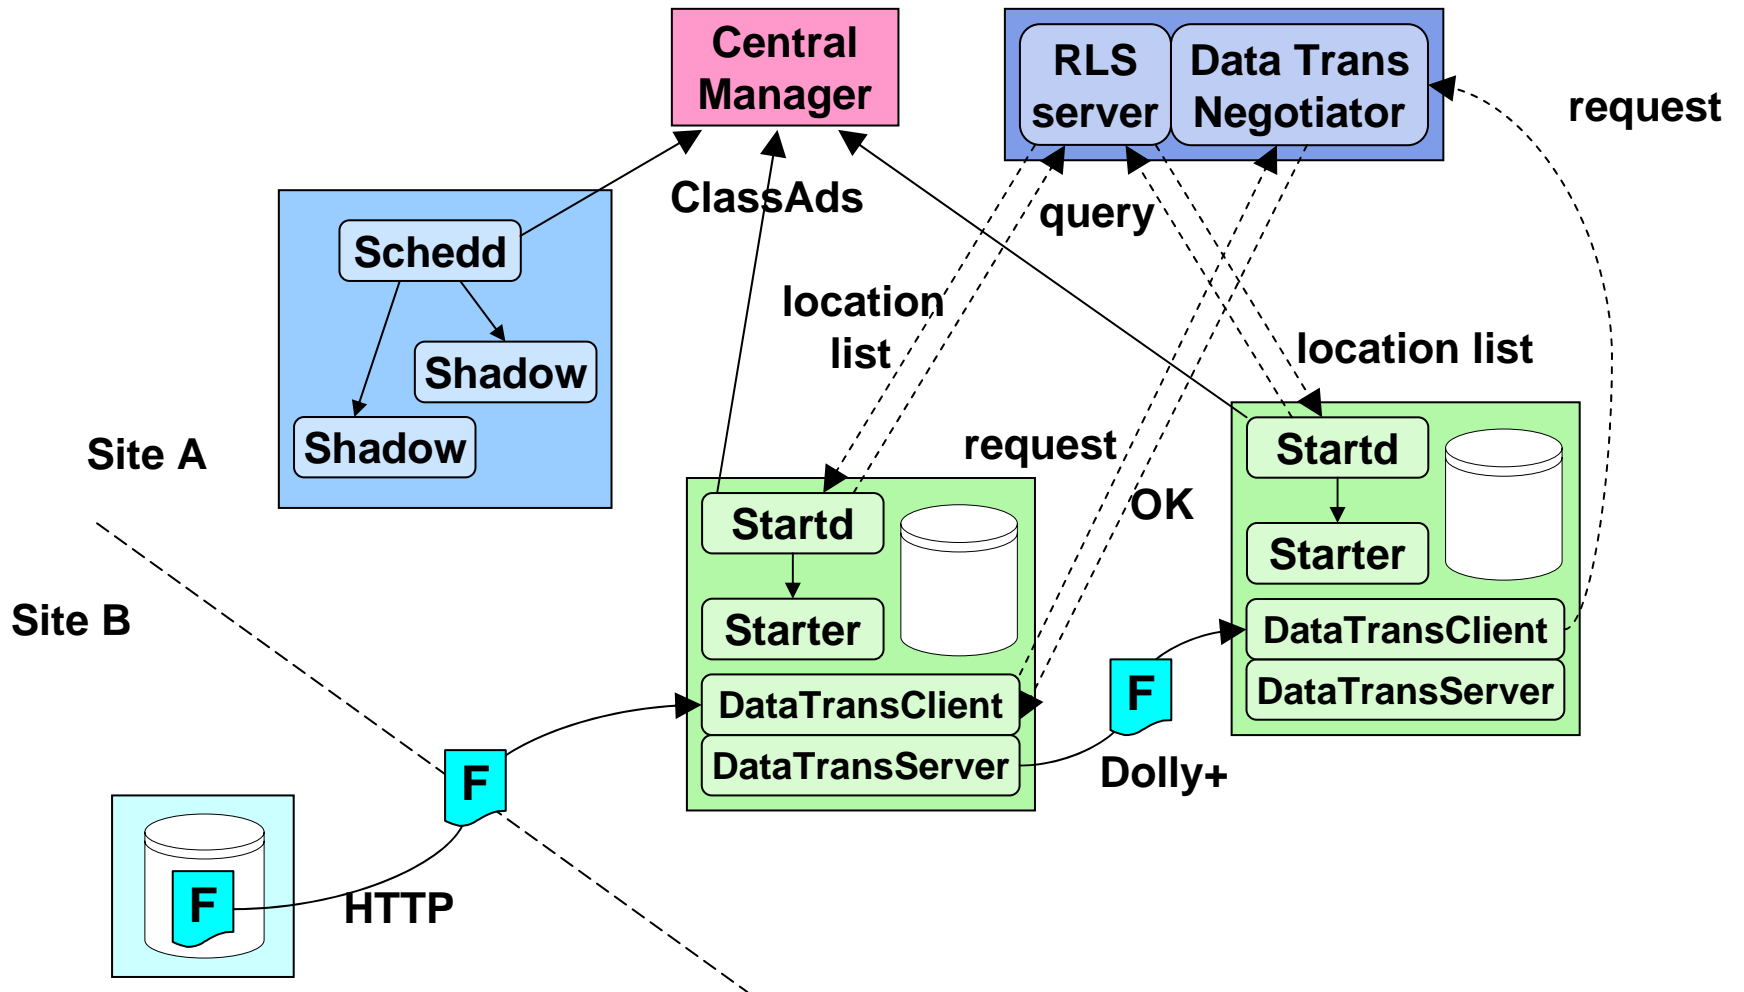 Central
Manager
RLS
server
Data Trans
Negotiator
request
ClassAds
query
Schedd
location
list
location list
Shadow
Shadow
Site A
request
Startd
OK
Startd
Starter
Site B
Starter
DataTransClient
DataTransServer
F
DataTransClient
DataTransServer
Dolly+
F
F
HTTP